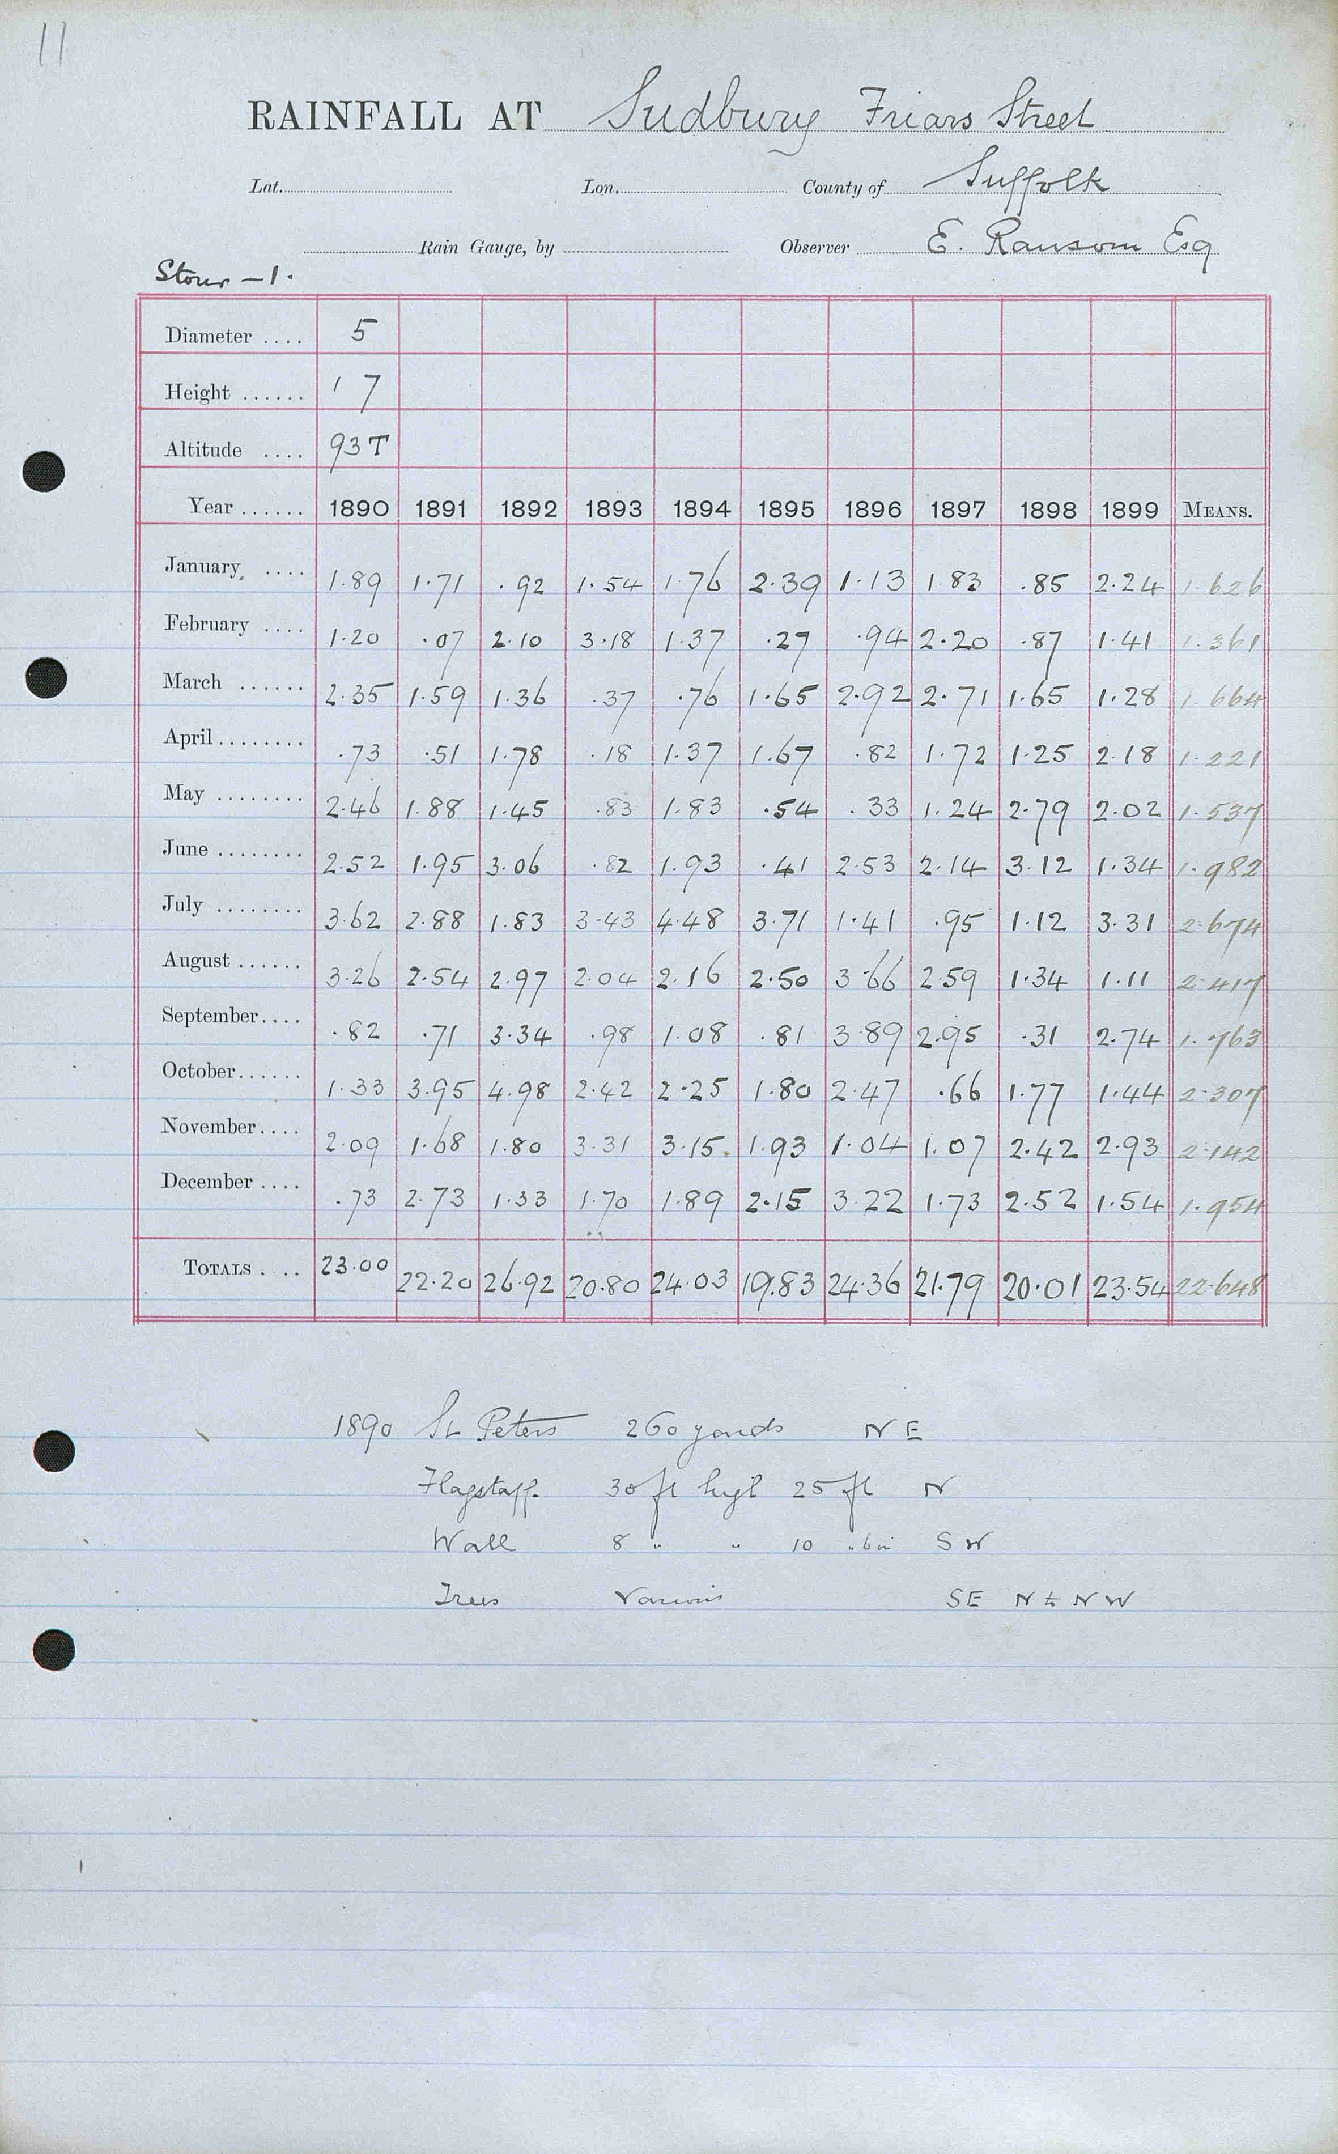 11
RAINFALL AT Sudbury Friars Street
Lat. Lon. County of Suffolk
Rain Gauge, by Observer E. Ransom Esq
Stour - 1.
Diameter .... 5
Height ...... ' 7
Altitude .... 93T
Year ...... 1890 1891 1892 1893 1894 1895 1896 1897 1898 1899 MEANS.
January .... 1.89 1.71 .92 1.54 1.76 2.39 1.13 1.83 .85 2.24 1.626
February .... 1.20 .07 2.10 3.18 1.37 .27 .94 2.20 .87 1.41 1.361
March ...... 2.35 1.59 1.36 .37 .76 1.65 2.92 2.71 1.65 1.28 1.664
April ........ .73 .51 1.78 .18 1.37 1.67 .82 1.72 1.25 2.18 1.221
May ........ 2.46 1.88 1.45 .83 1.83 .54 .33 1.24 2.79 2.02 1.537
June ........ 2.52 1.95 3.06 .82 1.93 .41 2.53 2.14 3.12 1.34 1.982
July ........ 3.62 2.88 1.83 3.43 4.48 3.71 1.41 .95 1.12 3.31 2.674
August ...... 3.26 2.54 2.97 2.04 2.16 2.50 3.66 2.59 1.34 1.11 2.417
September .... .82 .71 3.34 .98 1.08 .81 3.89 2.95 .31 2.74 1.763
October ...... 1.33 3.95 4.98 2.42 2.25 1.80 2.47 .66 1.77 1.44 2.307
November .... 2.09 1.68 1.80 3.31 3.15 1.93 1.04 1.07 2.42 2.93 2.142
December .... .73 2.73 1.33 1.70 1.89 2.15 3.22 1.73 2.52 1.54 1.954
TOTALS .... 23.00 22.20 26.92 20.80 24.03 19.83 24.36 21.79 20.01 23.54 22.648
1890 St Peters 260 yards NE
Flagstaff 30 ft high 25 ft N
Wall 8 " " 10 " 6in SW
Trees Various SE N & NW